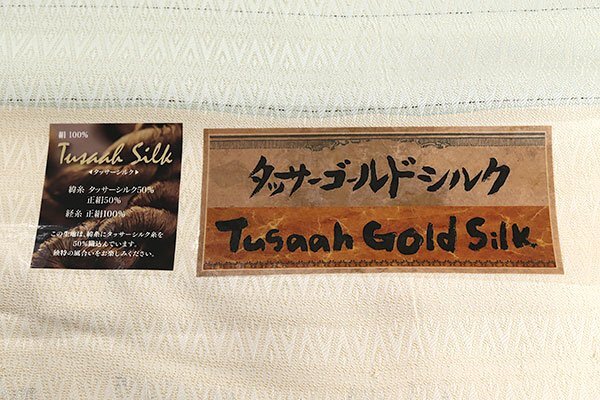 絹 100%
Tusaah Silk
◀タッサーシルク▶
緯糸 タッサーシルク50%
正絹50%
経糸 正絹100%
この生地は、緯糸にタッサーシルク糸を
50%織込んでいます。
独特の風合いをお楽しみください。
タッサーゴールドシルク
Tusaah Gold Silk.